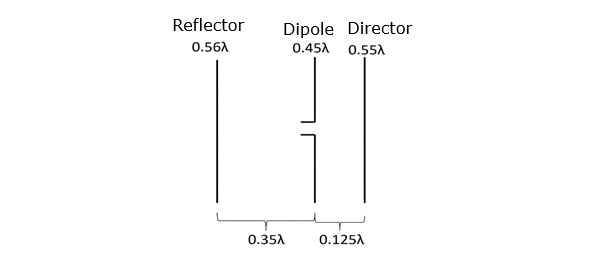 Reflector Dipole Director
0.56λ 0.45λ 0.55λ
0.35λ 0.125λ